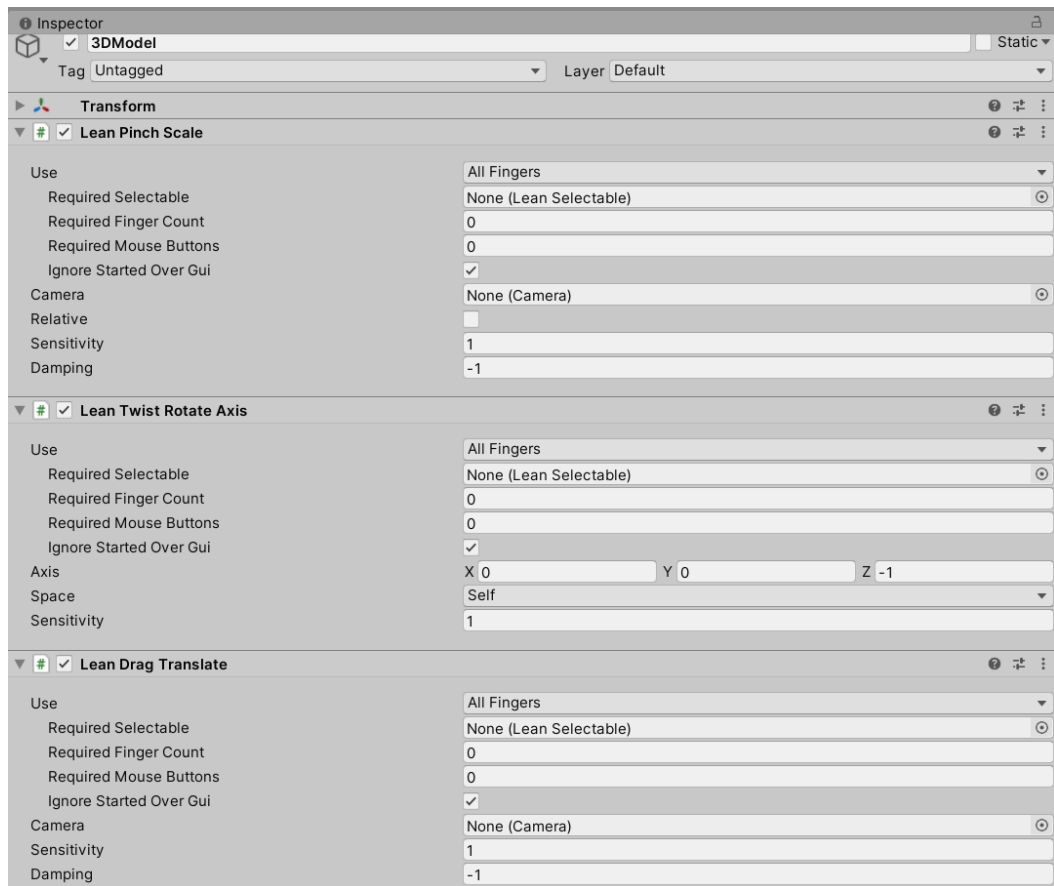 Inspector
3DModel Static
Tag Untagged Layer Default
Transform
# Lean Pinch Scale
Use All Fingers
Required Selectable None (Lean Selectable)
Required Finger Count 0
Required Mouse Buttons 0
Ignore Started Over Gui
Camera None (Camera)
Relative
Sensitivity 1
Damping -1
# Lean Twist Rotate Axis
Use All Fingers
Required Selectable None (Lean Selectable)
Required Finger Count 0
Required Mouse Buttons 0
Ignore Started Over Gui
Axis X 0 Y 0 Z -1
Space Self
Sensitivity 1
# Lean Drag Translate
Use All Fingers
Required Selectable None (Lean Selectable)
Required Finger Count 0
Required Mouse Buttons 0
Ignore Started Over Gui
Camera None (Camera)
Sensitivity 1
Damping -1